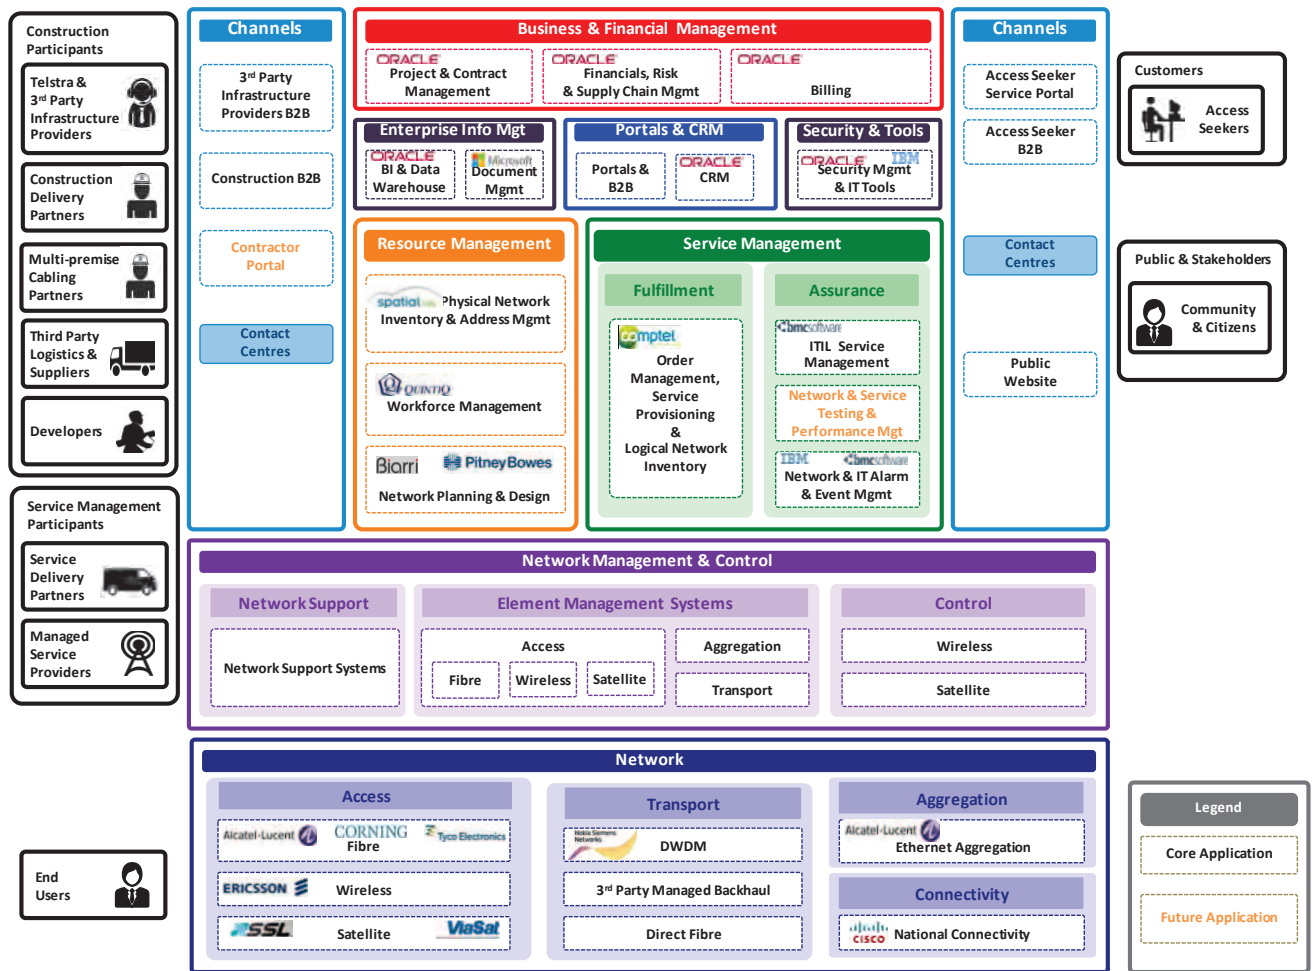 Construction
Participants
Telstra &
3rd Party
Infrastructure
Providers
Construction
Delivery
Partners
Multi-premise
Cabling
Partners
Third Party
Logistics &
Suppliers
Developers
Service Management
Participants
Service
Delivery
Partners
Managed
Service
Providers
End
Users
Channels
3rd Party
Infrastructure
Providers B2B
Construction B2B
Contractor
Portal
Contact
Centres
Business & Financial Management
ORACLE
Project & Contract
Management
ORACLE
Financials, Risk
& Supply Chain Mgmt
ORACLE
Billing
Enterprise Info Mgt
ORACLE
BI & Data
Warehouse
Microsoft
Document
Mgmt
Portals & CRM
Portals &
B2B
ORACLE
CRM
Security & Tools
ORACLE IBM
Security Mgmt
& IT Tools
Resource Management
spatial Physical Network
Inventory & Address Mgmt
QUINTIQ
Workforce Management
Biarri Pitney Bowes
Network Planning & Design
Service Management
Fulfillment
comptel
Order
Management,
Service
Provisioning
&
Logical Network
Inventory
Assurance
bmcsoftware
ITIL Service
Management
Network & Service
Testing &
Performance Mgt
IBM bmcsoftware
Network & IT Alarm
& Event Mgmt
Channels
Access Seeker
Service Portal
Access Seeker
B2B
Contact
Centres
Public
Website
Customers
Access
Seekers
Public & Stakeholders
Community
& Citizens
Network Management & Control
Network Support
Network Support Systems
Element Management Systems
Access
Fibre Wireless Satellite
Aggregation
Transport
Control
Wireless
Satellite
Network
Access
Alcatel-Lucent CORNING Tyco Electronics
Fibre
ERICSSON Wireless
SSL Satellite ViaSat
Transport
Nokia Siemens
Networks
DWDM
3rd Party Managed Backhaul
Direct Fibre
Aggregation
Alcatel-Lucent
Ethernet Aggregation
Connectivity
CISCO National Connectivity
Legend
Core Application
Future Application